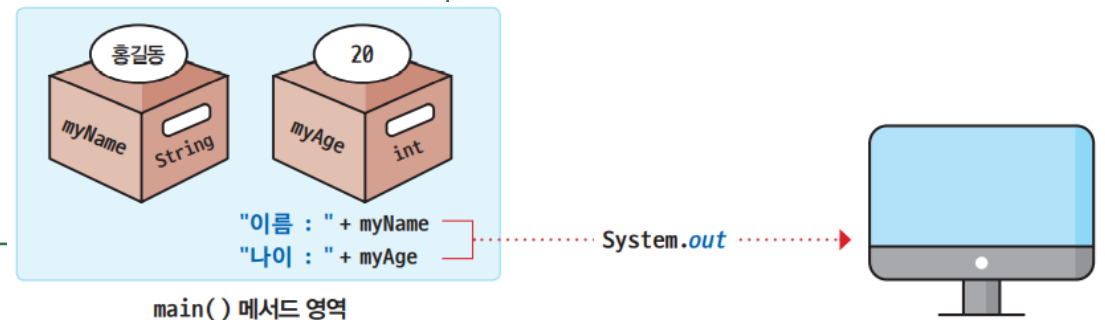 홍길동
20
myName
String
myAge
int
"이름 : " + myName
"나이 : " + myAge
System.out
main( ) 메서드 영역